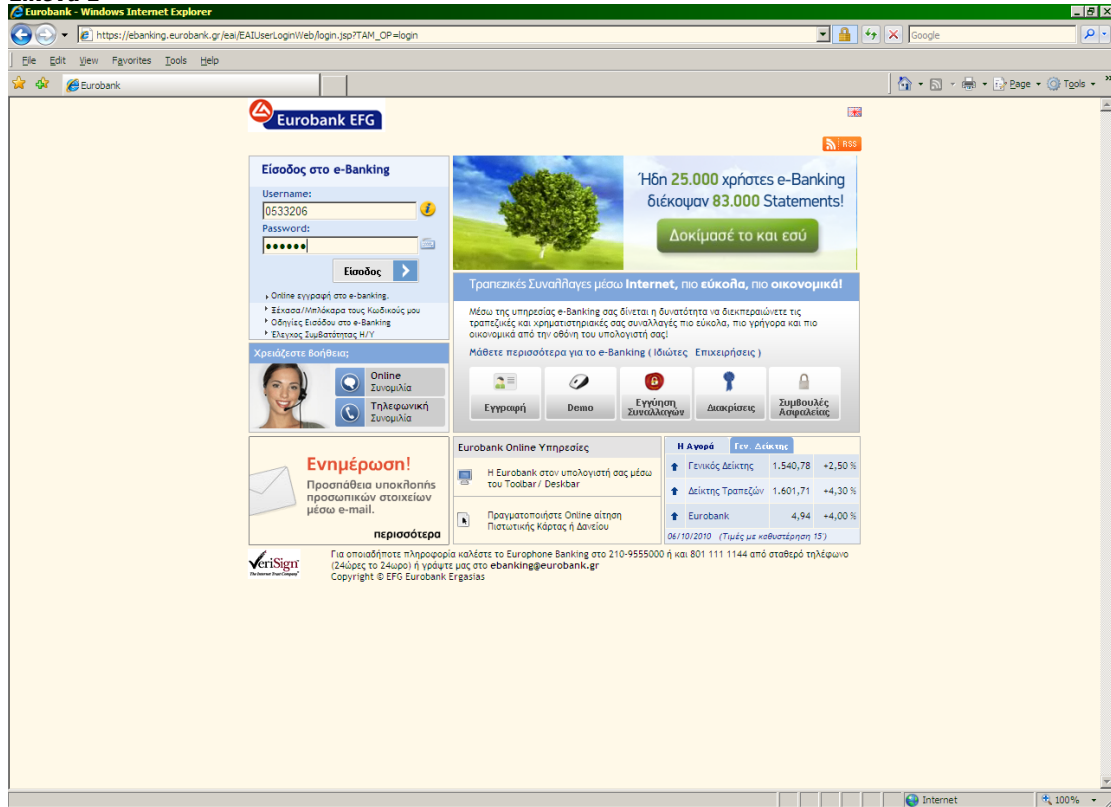 Eurobank - Windows Internet Explorer
https://ebanking.eurobank.gr/eai/EAIUserLoginWeb/login.jsp?TAM_OP=login
Google
File Edit View Favorites Tools Help
Eurobank
Page Tools
Eurobank EFG
RSS
Είσοδος στο e-Banking
Username:
0533206
Password:
Είσοδος
Online εγγραφή στο e-banking.
Ξέχασα/Μπλόκαρα τους Κωδικούς μου
Οδηγίες Εισόδου στο e-Banking
Έλεγχος Συμβατότητας Η/Υ
Ήδη 25.000 χρήστες e-Banking
διέκοψαν 83.000 Statements!
Δοκίμασέ το και εσύ
Τραπεζικές Συναλλαγες μέσω Internet, πιο εύκολα, πιο οικονομικά!
Μέσω της υπηρεσίας e-Banking σας δίνεται η δυνατότητα να διεκπεραιώνετε τις
τραπεζικές και χρηματιστηριακές σας συναλλαγές πιο εύκολα, πιο γρήγορα και πιο
οικονομικά από την οθόνη του υπολογιστή σας!
Μάθετε περισσότερα για το e-Banking ( Ιδιώτες Επιχειρήσεις )
Εγγραφή
Demo
Εγγύηση
Συναλλαγών
Διακρίσεις
Συμβουλές
Ασφαλείας
Χρειάζεστε βοήθεια;
Online
Συνομιλία
Τηλεφωνική
Συνομιλία
Ενημέρωση!
Προσπάθεια υποκλοπής
προσωπικών στοιχείων
μέσω e-mail.
περισσότερα
Eurobank Online Υπηρεσίες
Η Eurobank στον υπολογιστή σας μέσω
του Toolbar / Deskbar
Πραγματοποιήστε Online αίτηση
Πιστωτικής Κάρτας ή Δανείου
Η Αγορά Γεν. Δείκτης
Γενικός Δείκτης 1.540,78 +2,50 %
Δείκτης Τραπεζών 1.601,71 +4,30 %
Eurobank 4,94 +4,00 %
06/10/2010 (Τιμές με καθυστέρηση 15')
VeriSign
Για οποιαδήποτε πληροφορία καλέστε το Europhone Banking στο 210-9555000 ή και 801 111 1144 από σταθερό τηλέφωνο
(24ώρες το 24ωρο) ή γράψτε μας στο ebanking@eurobank.gr
Copyright © EFG Eurobank Ergasias
Internet
100%